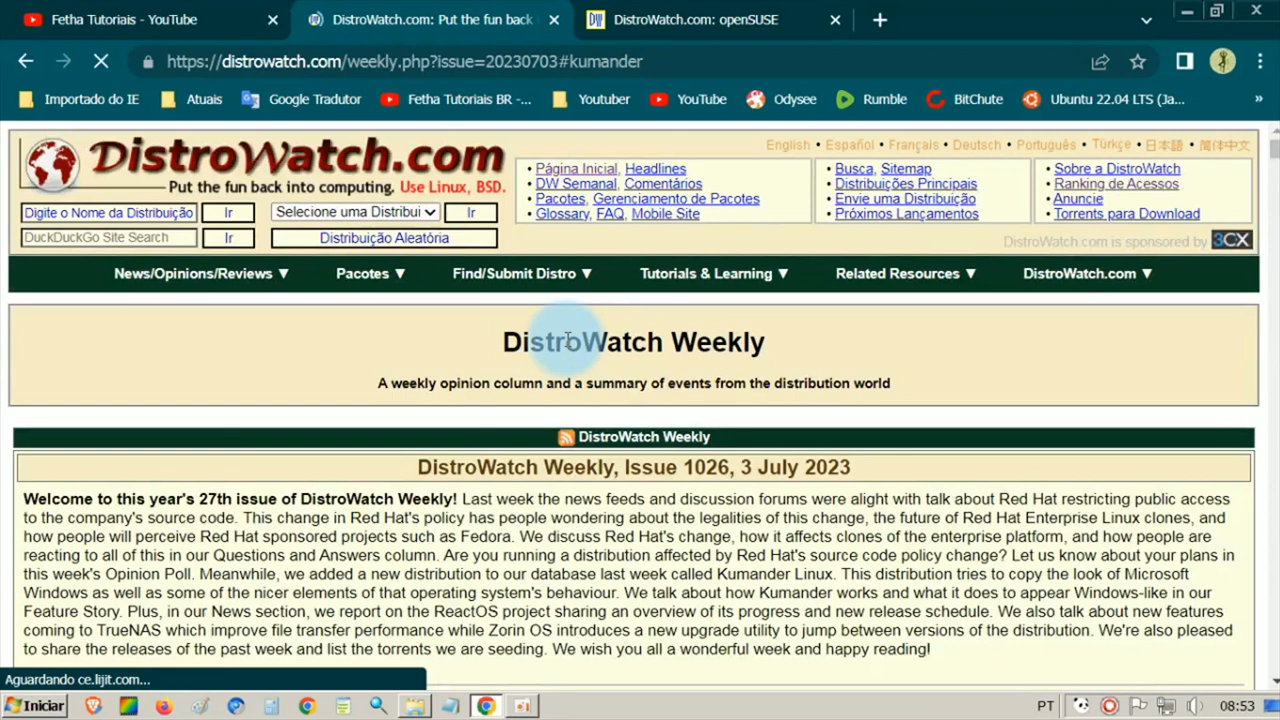 Fetha Tutoriais - YouTube
DistroWatch.com: Put the fun back
DistroWatch.com: openSUSE
https://distrowatch.com/weekly.php?issue=20230703#kumander
Importado do IE
Atuais
Google Tradutor
Fetha Tutoriais BR -...
Youtuber
YouTube
Odysee
Rumble
BitChute
Ubuntu 22.04 LTS (Ja...
»
DistroWatch.com
Put the fun back into computing. Use Linux, BSD.
English • Español • Français • Deutsch • Português • Türkçe • 日本語 • 简体中文
• Página Inicial, Headlines
• DW Semanal, Comentários
• Pacotes, Gerenciamento de Pacotes
• Glossary, FAQ, Mobile Site
• Busca, Sitemap
• Distribuições Principais
• Envie uma Distribuição
• Próximos Lançamentos
• Sobre a DistroWatch
• Ranking de Acessos
• Anuncie
• Torrents para Download
Digite o Nome da Distribuição
Ir
Selecione uma Distribui
Ir
DuckDuckGo Site Search
Ir
Distribuição Aleatória
DistroWatch.com is sponsored by 3CX
News/Opinions/Reviews ▼
Pacotes ▼
Find/Submit Distro ▼
Tutorials & Learning ▼
Related Resources ▼
DistroWatch.com ▼
DistroWatch Weekly
A weekly opinion column and a summary of events from the distribution world
DistroWatch Weekly
DistroWatch Weekly, Issue 1026, 3 July 2023
Welcome to this year's 27th issue of DistroWatch Weekly! Last week the news feeds and discussion forums were alight with talk about Red Hat restricting public access
to the company's source code. This change in Red Hat's policy has people wondering about the legalities of this change, the future of Red Hat Enterprise Linux clones, and
how people will perceive Red Hat sponsored projects such as Fedora. We discuss Red Hat's change, how it affects clones of the enterprise platform, and how people are
reacting to all of this in our Questions and Answers column. Are you running a distribution affected by Red Hat's source code policy change? Let us know about your plans in
this week's Opinion Poll. Meanwhile, we added a new distribution to our database last week called Kumander Linux. This distribution tries to copy the look of Microsoft
Windows as well as some of the nicer elements of that operating system's behaviour. We talk about how Kumander works and what it does to appear Windows-like in our
Feature Story. Plus, in our News section, we report on the ReactOS project sharing an overview of its progress and new release schedule. We also talk about new features
coming to TrueNAS which improve file transfer performance while Zorin OS introduces a new upgrade utility to jump between versions of the distribution. We're also pleased
to share the releases of the past week and list the torrents we are seeding. We wish you all a wonderful week and happy reading!
Aguardando ce.lijit.com...
Iniciar
PT
08:53